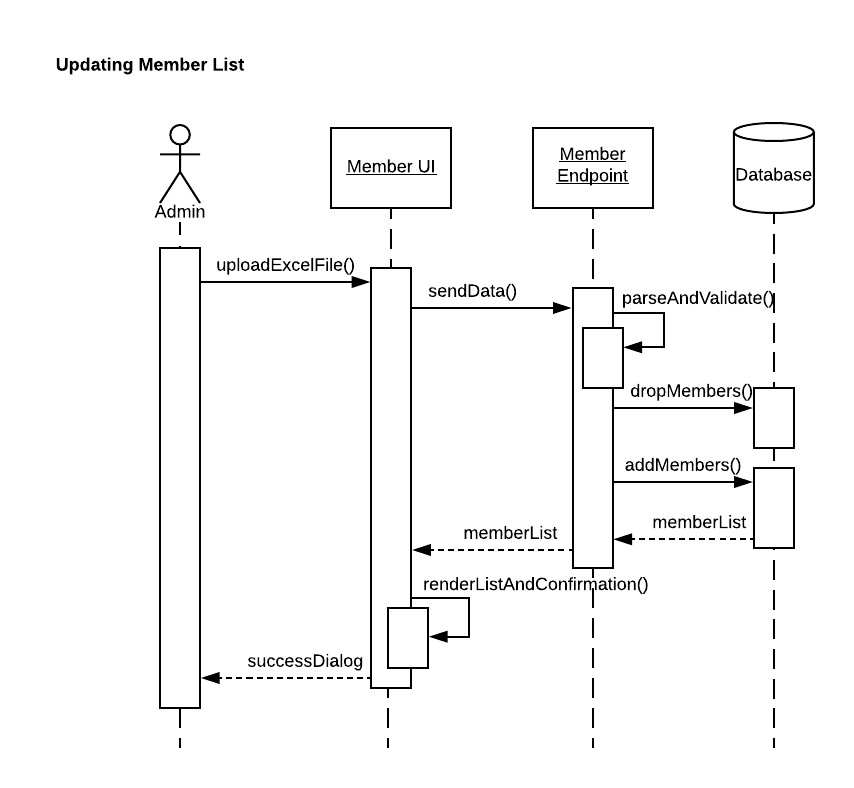 Updating Member List
Admin
Member UI
Member
Endpoint
Database
uploadExcelFile()
sendData()
parseAndValidate()
dropMembers()
addMembers()
memberList
memberList
renderListAndConfirmation()
successDialog